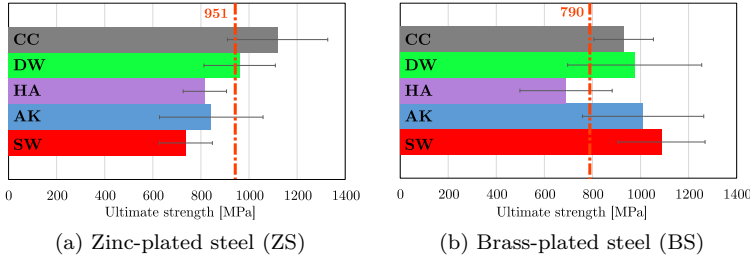 951
CC
DW
HA
AK
SW
0 200 400 600 800 1000 1200 1400
Ultimate strength [MPa]
(a) Zinc-plated steel (ZS)
790
CC
DW
HA
AK
SW
0 200 400 600 800 1000 1200 1400
Ultimate strength [MPa]
(b) Brass-plated steel (BS)